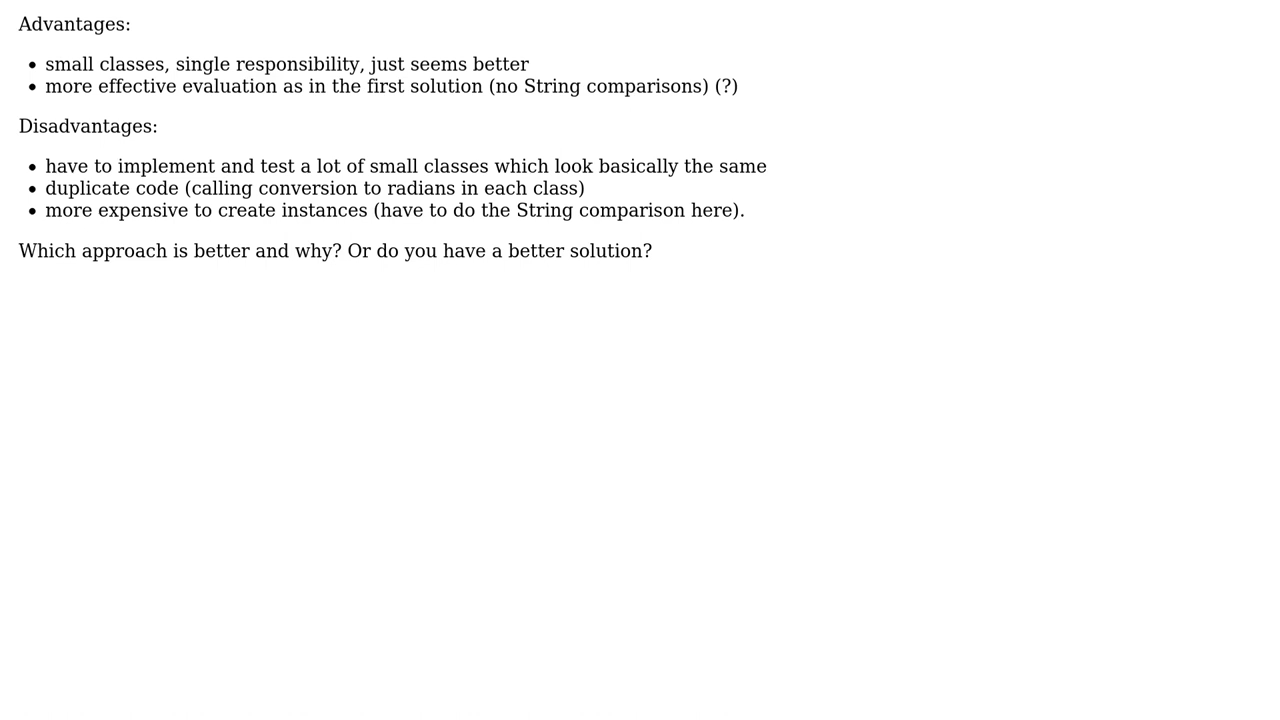 Advantages:
• small classes, single responsibility, just seems better
• more effective evaluation as in the first solution (no String comparisons) (?)
Disadvantages:
• have to implement and test a lot of small classes which look basically the same
• duplicate code (calling conversion to radians in each class)
• more expensive to create instances (have to do the String comparison here).
Which approach is better and why? Or do you have a better solution?